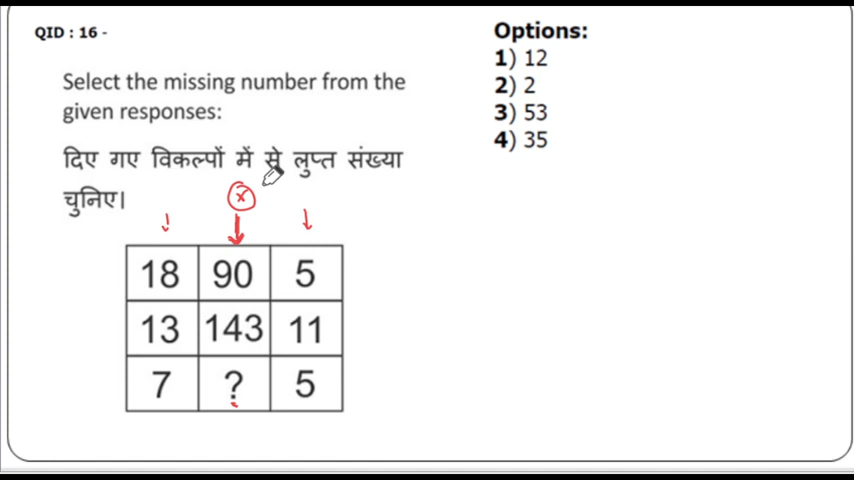 QID : 16 -
Select the missing number from the
given responses:
दिए गए विकल्पों में से लुप्त संख्या
चुनिए।
18 90 5
13 143 11
7 ? 5
Options:
1) 12
2) 2
3) 53
4) 35